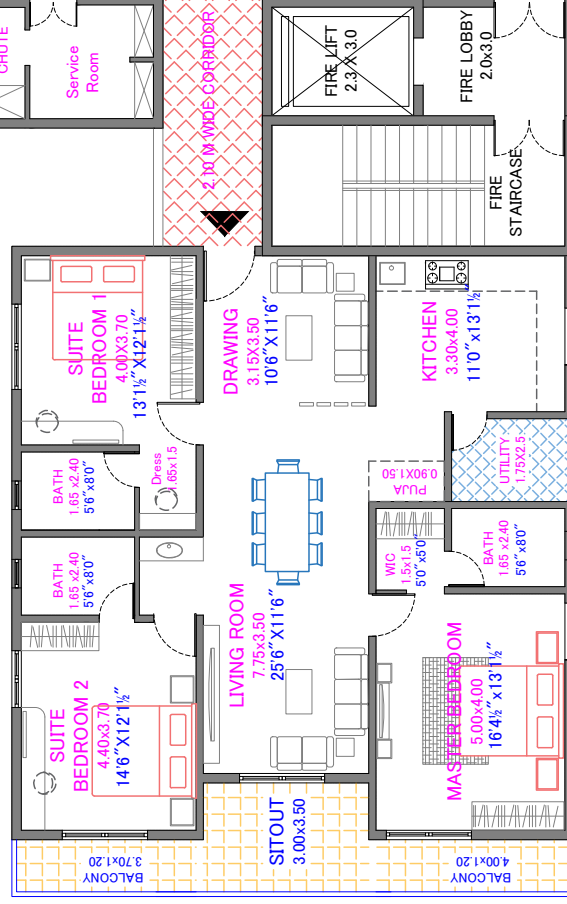 CHUTE
Service
Room
2.10 M WIDE CORRIDOR
FIRE LIFT
2.3 X 3.0
FIRE LOBBY
2.0x3.0
FIRE
STAIRCASE
SUITE
BEDROOM 1
4.00X3.70
13'1½"X12'1½"
DRAWING
3.15X3.50
10'6"X11'6"
KITCHEN
3.30x4.00
11'0"x13'1½"
BATH
1.65 x2.40
5'6"x8'0"
Dress
1.65x1.5
PUJA
0.90X1.50
UTILITY
1.75X2.5
BATH
1.65 x2.40
5'6"x8'0"
LIVING ROOM
7.75x3.50
25'6"X11'6"
WIC
1.5x1.5
5'0"x5'0"
BATH
1.65 x2.40
5'6"x8'0"
SUITE
BEDROOM 2
4.40x3.70
14'6"X12'1½"
MASTER BEDROOM
5.00x4.00
16'4½"x13'1½"
BALCONY
3.70x1.20
SITOUT
3.00x3.50
BALCONY
4.00x1.20